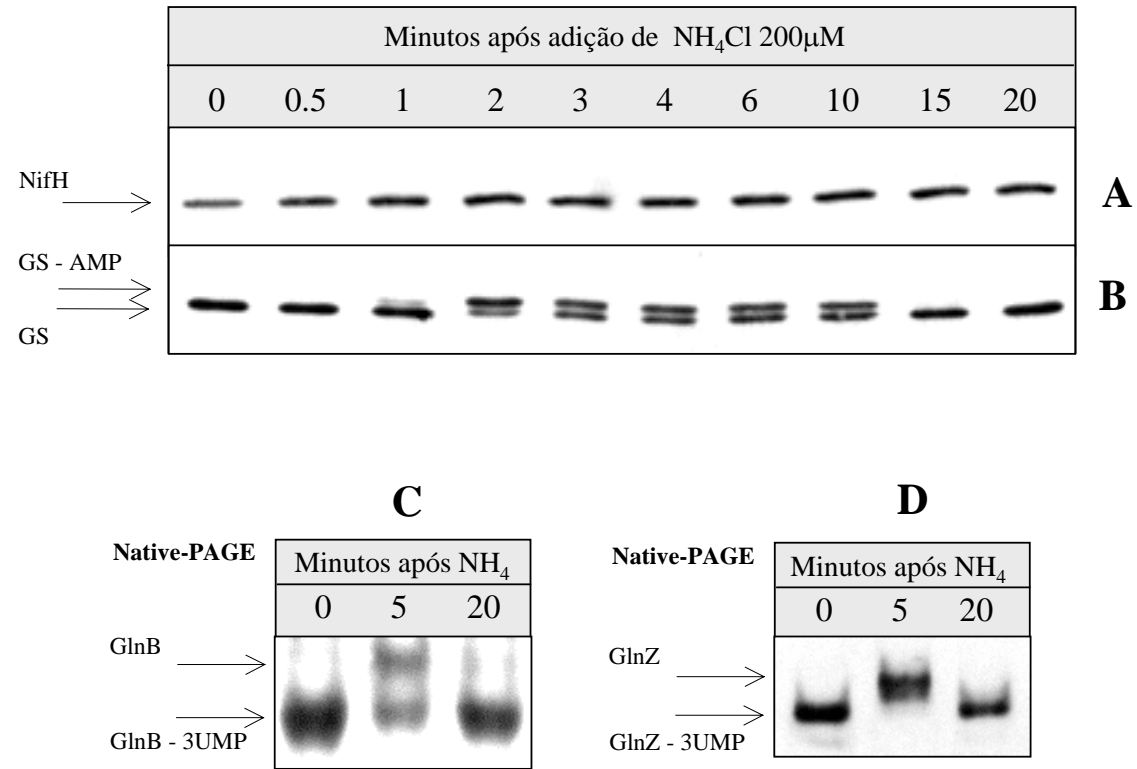 Minutos após adição de NH₄Cl 200μM
0 0.5 1 2 3 4 6 10 15 20
NifH
A
GS - AMP
B
GS
C
Native-PAGE
Minutos após NH₄
0 5 20
GlnB
GlnB - 3UMP
D
Native-PAGE
Minutos após NH₄
0 5 20
GlnZ
GlnZ - 3UMP